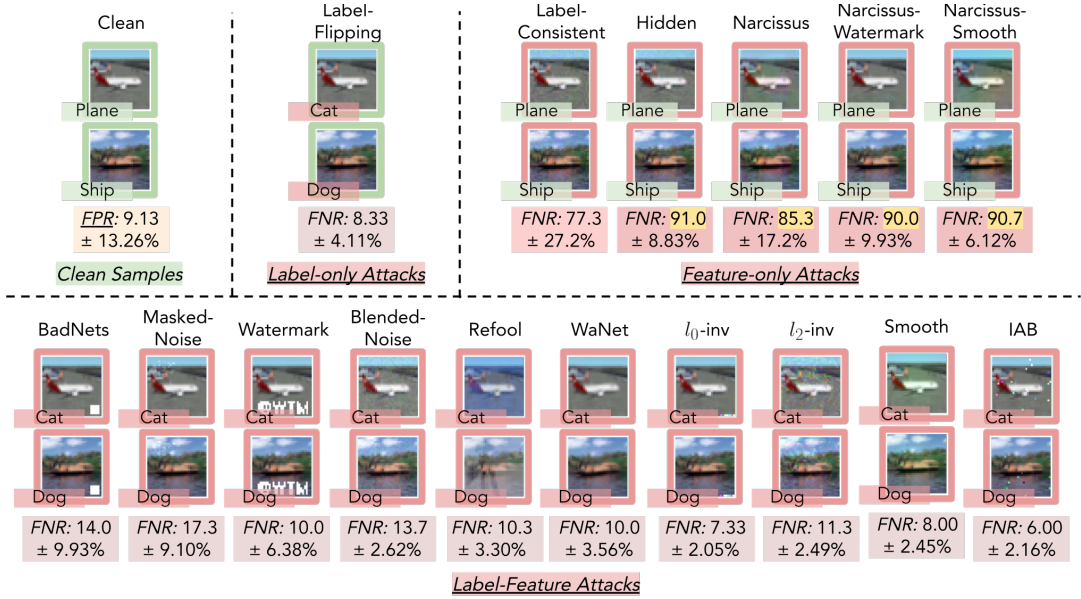 Clean
Plane
Ship
FPR: 9.13
± 13.26%
Clean Samples
Label-
Flipping
Cat
Dog
FNR: 8.33
± 4.11%
Label-only Attacks
Label-
Consistent
Plane
Ship
FNR: 77.3
± 27.2%
Hidden
Plane
Ship
FNR: 91.0
± 8.83%
Narcissus
Plane
Ship
FNR: 85.3
± 17.2%
Narcissus-
Watermark
Plane
Ship
FNR: 90.0
± 9.93%
Narcissus-
Smooth
Plane
Ship
FNR: 90.7
± 6.12%
Feature-only Attacks
BadNets
Cat
Dog
FNR: 14.0
± 9.93%
Masked-
Noise
Cat
Dog
FNR: 17.3
± 9.10%
Watermark
Cat
Dog
FNR: 10.0
± 6.38%
Blended-
Noise
Cat
Dog
FNR: 13.7
± 2.62%
Refool
Cat
Dog
FNR: 10.3
± 3.30%
WaNet
Cat
Dog
FNR: 10.0
± 3.56%
l₀-inv
Cat
Dog
FNR: 7.33
± 2.05%
l₂-inv
Cat
Dog
FNR: 11.3
± 2.49%
Smooth
Cat
Dog
FNR: 8.00
± 2.45%
IAB
Cat
Dog
FNR: 6.00
± 2.16%
Label-Feature Attacks